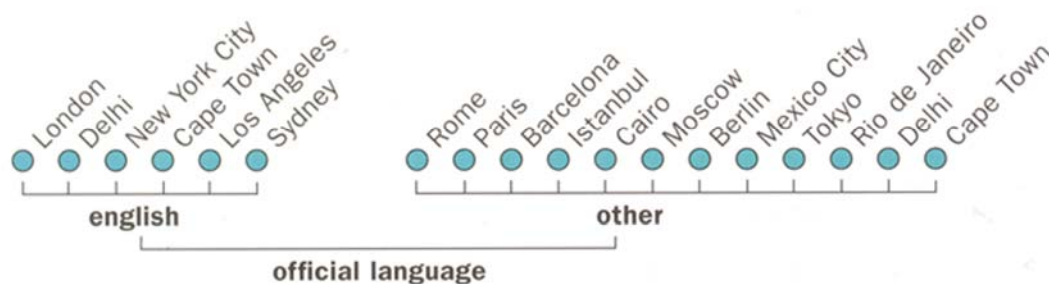 London
Delhi
New York City
Cape Town
Los Angeles
Sydney
Rome
Paris
Barcelona
Istanbul
Cairo
Moscow
Berlin
Mexico City
Tokyo
Rio de Janeiro
Delhi
Cape Town
english
other
official language